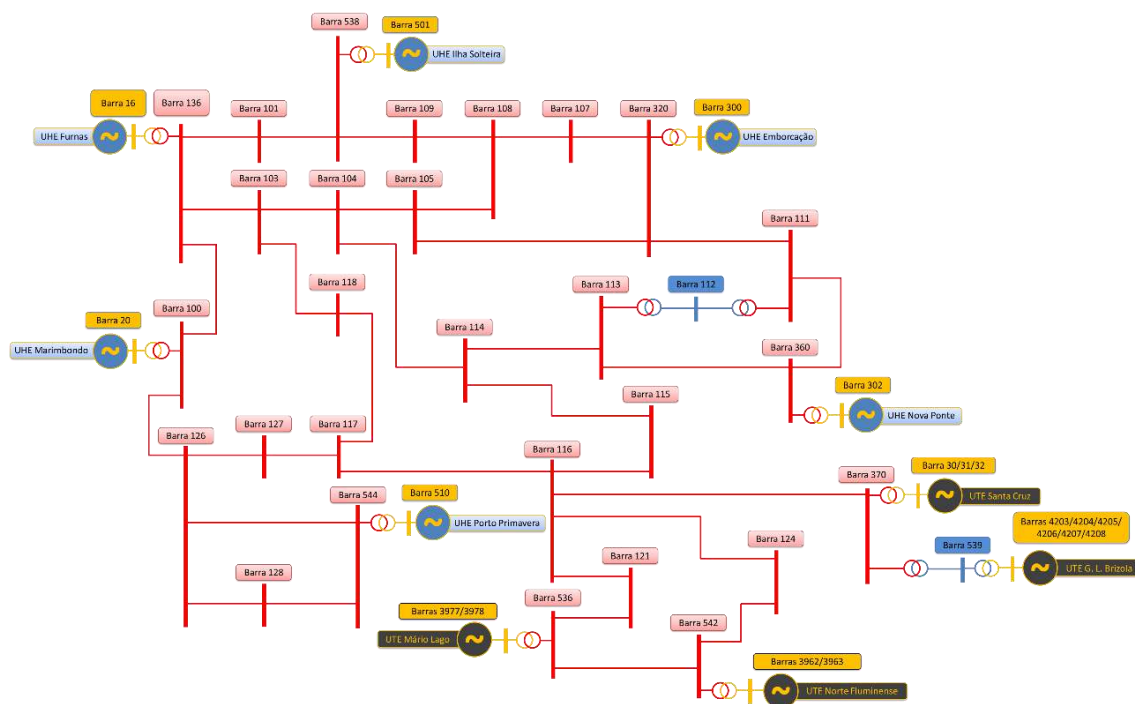 Barra 538
Barra 501
UHE Ilha Solteira
Barra 16
Barra 136
Barra 101
Barra 109
Barra 108
Barra 107
Barra 320
Barra 300
UHE Furnas
UHE Emborcação
Barra 103
Barra 104
Barra 105
Barra 111
Barra 118
Barra 113
Barra 112
Barra 100
Barra 20
Barra 114
UHE Marimbondo
Barra 360
Barra 115
Barra 302
UHE Nova Ponte
Barra 126
Barra 127
Barra 117
Barra 116
Barra 370
Barra 30/31/32
UTE Santa Cruz
Barra 544
Barra 510
UHE Porto Primavera
Barras 4203/4204/4205/
4206/4207/4208
Barra 124
Barra 539
UTE G. L. Brizola
Barra 121
Barra 128
Barra 536
Barras 3977/3978
UTE Mário Lago
Barra 542
Barras 3962/3963
UTE Norte Fluminense